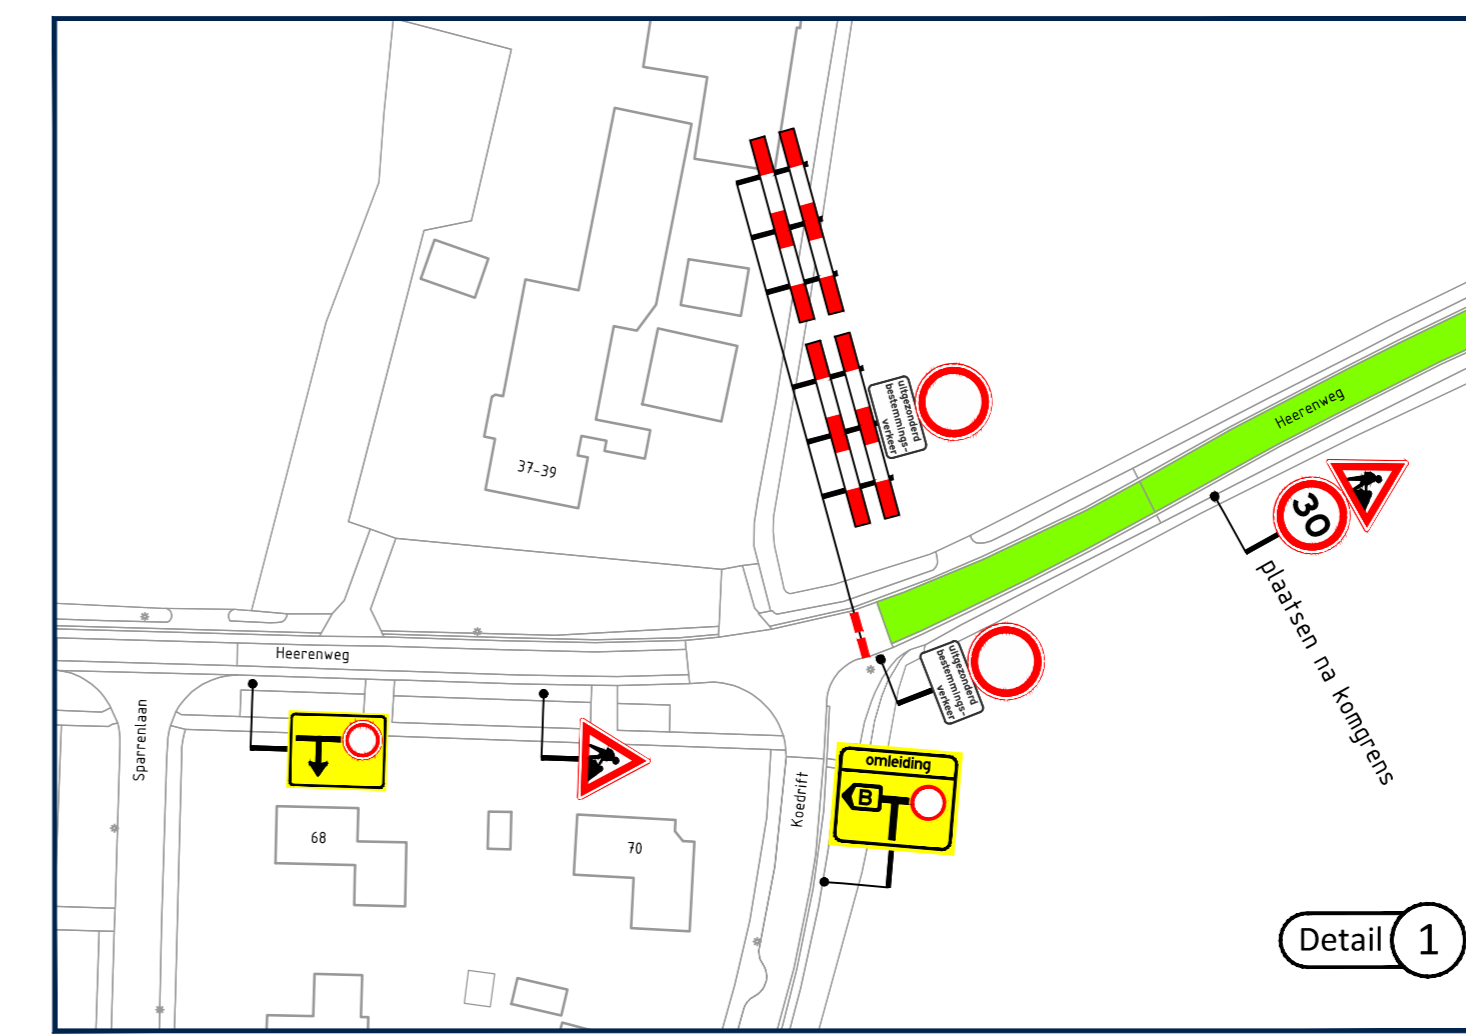 uitgezonderd
bestemmings-
verkeer
Heerenweg
37-39
30
plaatsen na komgrens
Heerenweg
uitgezonderd
bestemmings-
verkeer
Sparrenlaan
omleiding
B
Koedrift
68
70
Detail 1